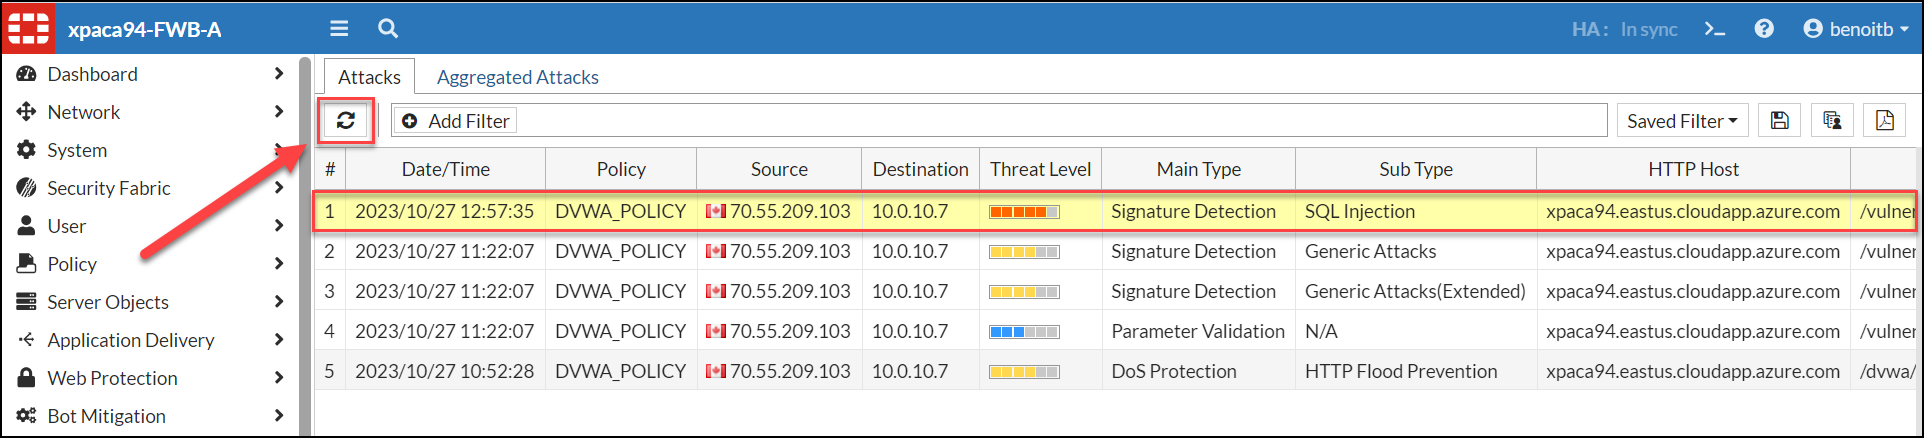 xpaca94-FWB-A HA: In sync benoitb
Dashboard
Network
System
Security Fabric
User
Policy
Server Objects
Application Delivery
Web Protection
Bot Mitigation
Attacks Aggregated Attacks
Add Filter Saved Filter
# Date/Time Policy Source Destination Threat Level Main Type Sub Type HTTP Host
1 2023/10/27 12:57:35 DVWA_POLICY 70.55.209.103 10.0.10.7 Signature Detection SQL Injection xpaca94.eastus.cloudapp.azure.com /vulner
2 2023/10/27 11:22:07 DVWA_POLICY 70.55.209.103 10.0.10.7 Signature Detection Generic Attacks xpaca94.eastus.cloudapp.azure.com /vulner
3 2023/10/27 11:22:07 DVWA_POLICY 70.55.209.103 10.0.10.7 Signature Detection Generic Attacks(Extended) xpaca94.eastus.cloudapp.azure.com /vulner
4 2023/10/27 11:22:07 DVWA_POLICY 70.55.209.103 10.0.10.7 Parameter Validation N/A xpaca94.eastus.cloudapp.azure.com /vulner
5 2023/10/27 10:52:28 DVWA_POLICY 70.55.209.103 10.0.10.7 DoS Protection HTTP Flood Prevention xpaca94.eastus.cloudapp.azure.com /dvwa/